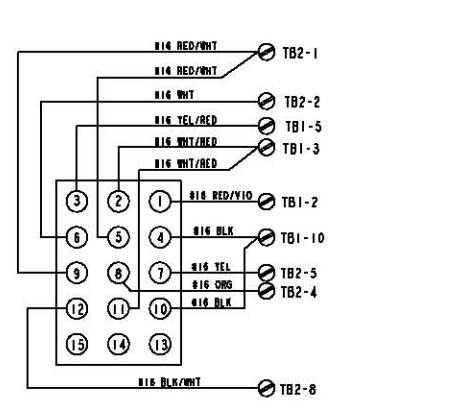 #16 RED/WHT
TB2-1
#16 RED/WHT
#16 WHT
TB2-2
#16 YEL/RED
TB1-5
#16 WHT/RED
TB1-3
#16 WHT/RED
3 2 1
#16 RED/VIO
TB1-2
6 5 4
#16 BLK
TB1-10
9 8 7
#16 YEL
TB2-5
#16 ORG
TB2-4
12 11 10
#16 BLK
15 14 13
#16 BLK/WHT
TB2-8